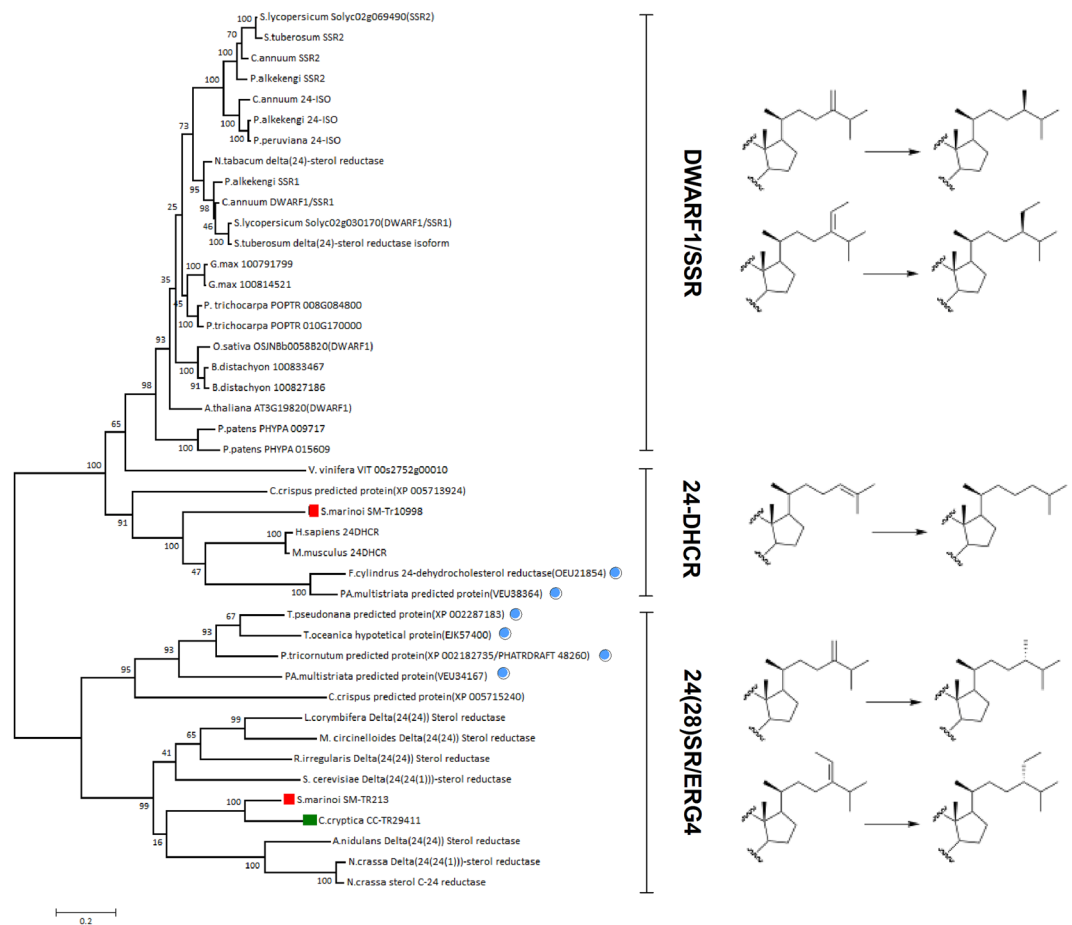 S.lycopersicum Solyc02g069490(SSR2)
S.tuberosum SSR2
C.annuum SSR2
P.alkekengi SSR2
C.annuum 24-ISO
P.alkekengi 24-ISO
P.peruviana 24-ISO
N.tabacum delta(24)-sterol reductase
P.alkekengi SSR1
C.annuum DWARF1/SSR1
S.lycopersicum Solyc02g030170(DWARF1/SSR1)
S.tuberosum delta(24)-sterol reductase isoform
G.max 100791799
G.max 100814521
P. trichocarpa POPTR 008G084800
P.trichocarpa POPTR 010G170000
O.sativa OSJNBb0058B20(DWARF1)
B.distachyon 100833467
B.distachyon 100827186
A.thaliana AT3G19820(DWARF1)
P.patens PHYPA 009717
P.patens PHYPA 015609
V. vinifera VIT 00s2752g00010
C.crispus predicted protein(XP 005713924)
S.marinoi SM-Tr10998
H.sapiens 24DHCR
M.musculus 24DHCR
F.cylindrus 24-dehydrocholesterol reductase(OEU21854)
PA.multistriata predicted protein(VEU38364)
T.pseudonana predicted protein(XP 002287183)
T.oceanica hypotetical protein(EJK57400)
P.tricornutum predicted protein(XP 002182735/PHATRDRAFT 48260)
PA.multistriata predicted protein(VEU34167)
C.crispus predicted protein(XP 005715240)
L.corymbifera Delta(24(24)) Sterol reductase
M. circinelloides Delta(24(24)) Sterol reductase
R.irregularis Delta(24(24)) Sterol reductase
S. cerevisiae Delta(24(24(1)))-sterol reductase
S.marinoi SM-TR213
C.cryptica CC-TR29411
A.nidulans Delta(24(24)) Sterol reductase
N.crassa Delta(24(24(1)))-sterol reductase
N.crassa sterol C-24 reductase
100
70
100
100
100
100
73
95
98
46
100
25
100
35
45
100
100
91
93
98
100
65
100
91
100
100
47
100
67
93
93
95
99
65
41
99
100
16
100
100
0.2
DWARF1/SSR
24-DHCR
24(28)SR/ERG4